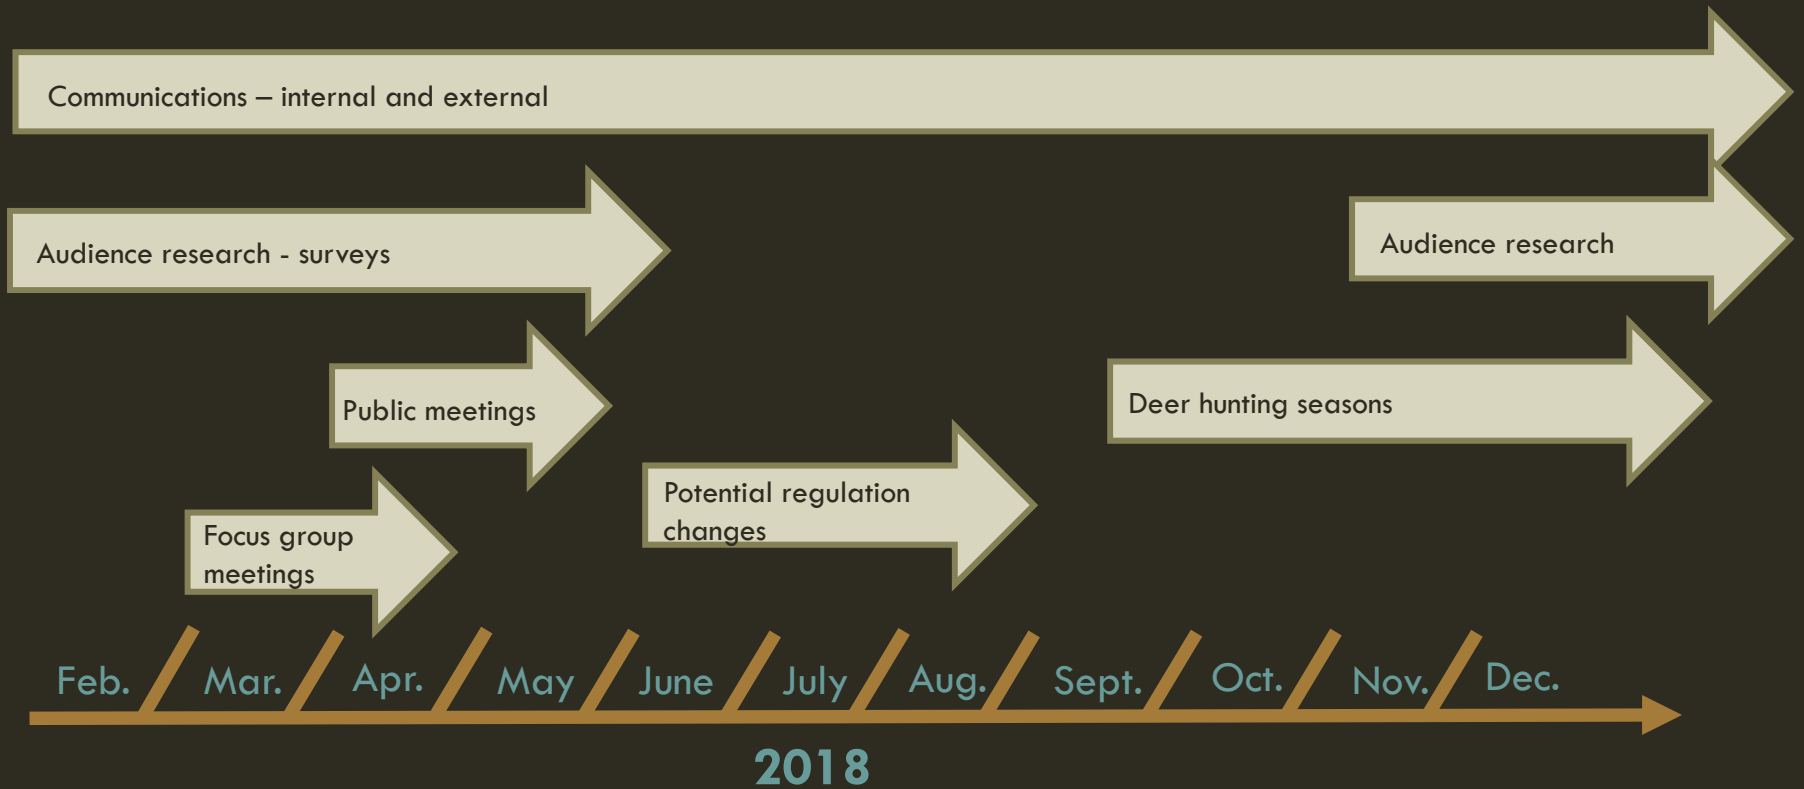 Communications – internal and external
Audience research - surveys
Audience research
Public meetings
Deer hunting seasons
Potential regulation
changes
Focus group
meetings
Feb. Mar. Apr. May June July Aug. Sept. Oct. Nov. Dec.
2018